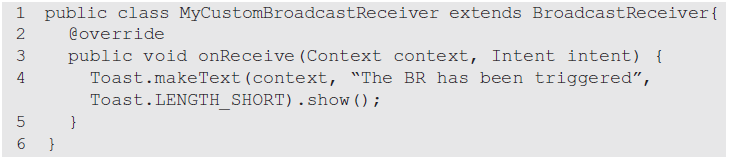 1 public class MyCustomBroadcastReceiver extends BroadcastReceiver{
2 @override
3 public void onReceive(Context context, Intent intent) {
4 Toast.makeText(context, “The BR has been triggered”,
Toast.LENGTH_SHORT).show();
5 }
6 }